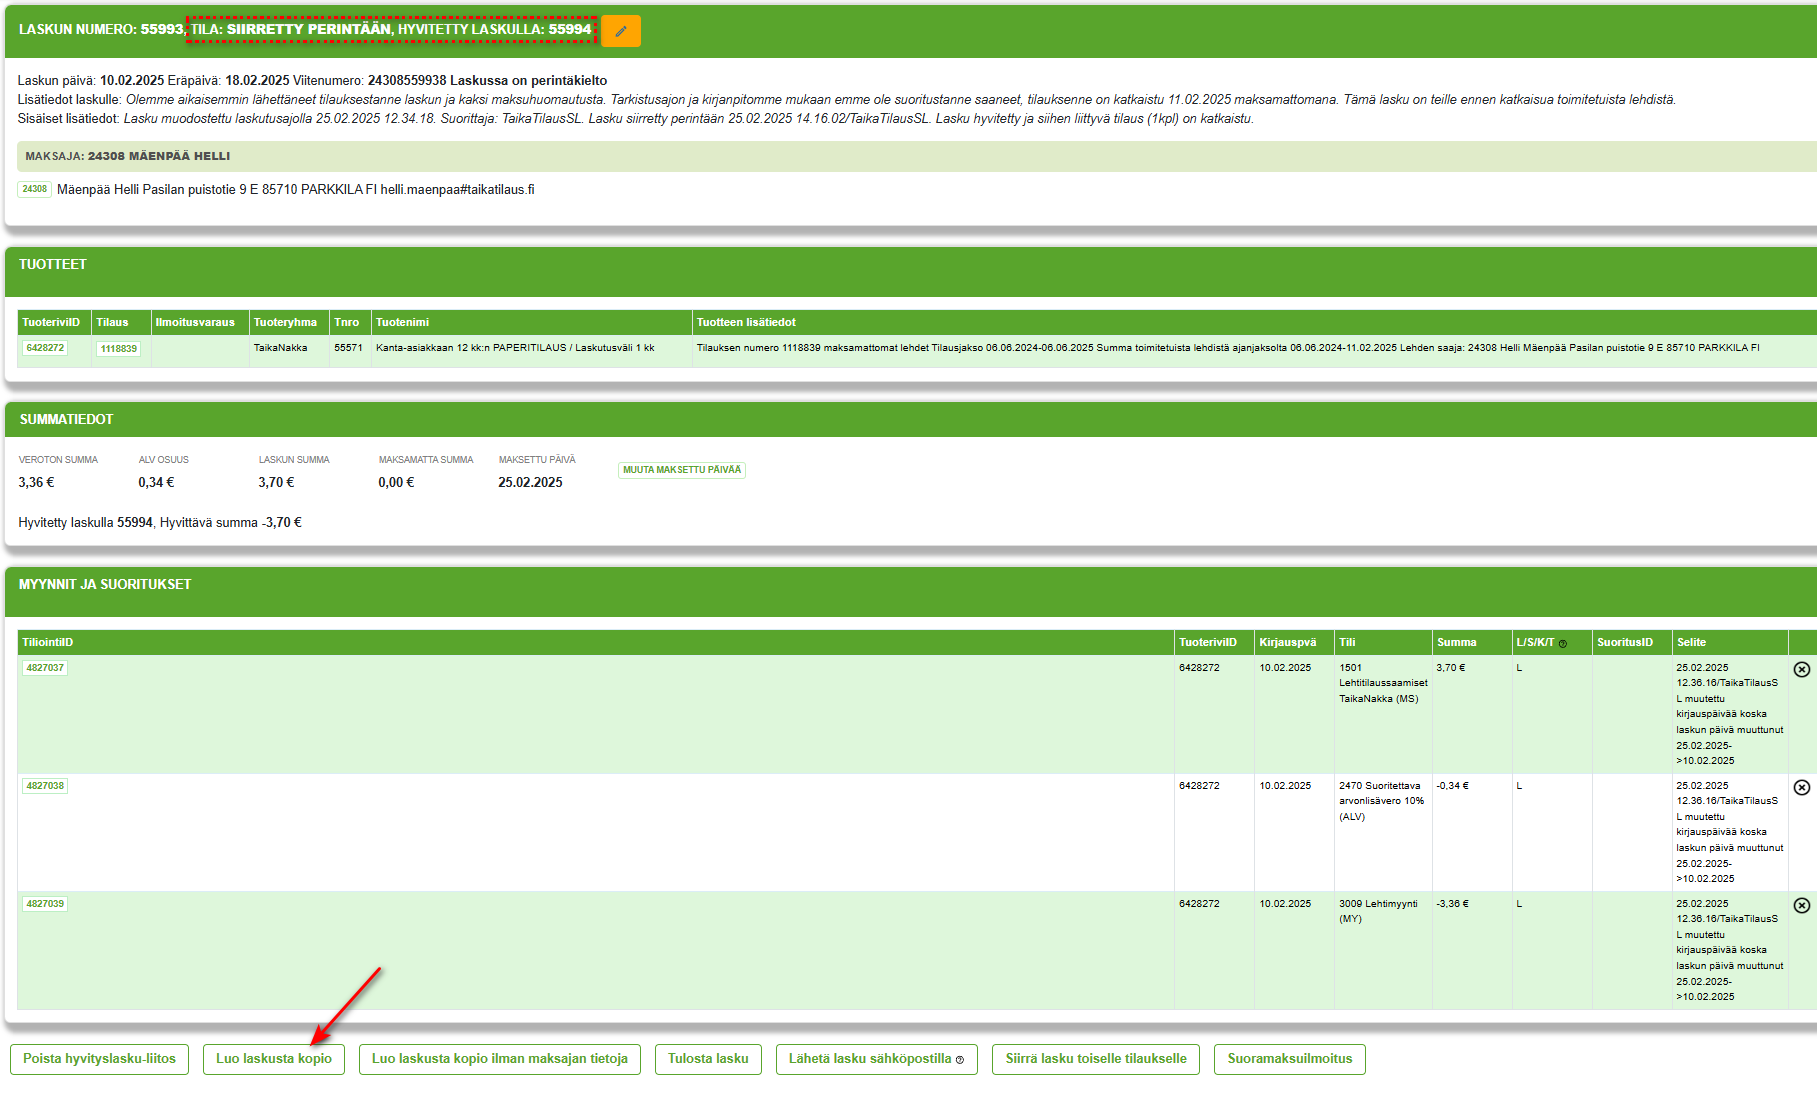 LASKUN NUMERO: 55993, TILA: SIIRRETTY PERINTÄÄN, HYVITETTY LASKULLA: 55994
Laskun päivä: 10.02.2025 Eräpäivä: 18.02.2025 Viitenumero: 24308559938 Laskussa on perintäkielto
Lisätiedot laskulle: Olemme aikaisemmin lähettäneet tilauksestanne laskun ja kaksi maksuhuomautusta. Tarkistusajon ja kirjanpitomme mukaan emme ole suoritustanne saaneet, tilauksenne on katkaistu 11.02.2025 maksamattomana. Tämä lasku on teille ennen katkaisua toimitetuista lehdistä.
Sisäiset lisätiedot: Lasku muodostettu laskutusajolla 25.02.2025 12.34.18. Suorittaja: TaikaTilausSL. Lasku siirretty perintään 25.02.2025 14.16.02/TaikaTilausSL. Lasku hyvitetty ja siihen liittyvä tilaus (1kpl) on katkaistu.
MAKSAJA: 24308 MÄENPÄÄ HELLI
24308 Mäenpää Helli Pasilan puistotie 9 E 85710 PARKKILA FI helli.maenpaa#taikatilaus.fi
TUOTTEET
TuoteriviID Tilaus Ilmoitusvaraus Tuoteryhma Tnro Tuotenimi Tuotteen lisätiedot
6428272 1118839 TaikaNakka 55571 Kanta-asiakkaan 12 kk:n PAPERITILAUS / Laskutusväli 1 kk Tilauksen numero 1118839 maksamattomat lehdet Tilausjakso 06.06.2024-06.06.2025 Summa toimitetuista lehdistä ajanjaksolta 06.06.2024-11.02.2025 Lehden saaja: 24308 Helli Mäenpää Pasilan puistotie 9 E 85710 PARKKILA FI
SUMMATIEDOT
VEROTON SUMMA ALV OSUUS LASKUN SUMMA MAKSAMATTA SUMMA MAKSETTU PÄIVÄ MUUTA MAKSETTU PÄIVÄÄ
3,36 € 0,34 € 3,70 € 0,00 € 25.02.2025
Hyvitetty laskulla 55994, Hyvittävä summa -3,70 €
MYYNNIT JA SUORITUKSET
TiliointiID TuoteriviID Kirjauspvä Tili Summa L/S/K/T SuoritusID Selite
4827037 6428272 10.02.2025 1501 3,70 € L 25.02.2025
Lehtitilaussaamiset 12.36.16/TaikaTilausS
TaikaNakka (MS) L muutettu
kirjauspäivää koska
laskun päivä muuttunut
25.02.2025-
>10.02.2025
4827038 6428272 10.02.2025 2470 Suoritettava -0,34 € L 25.02.2025
arvonlisävero 10% 12.36.16/TaikaTilausS
(ALV) L muutettu
kirjauspäivää koska
laskun päivä muuttunut
25.02.2025-
>10.02.2025
4827039 6428272 10.02.2025 3009 Lehtimyynti -3,36 € L 25.02.2025
(MY) 12.36.16/TaikaTilausS
L muutettu
kirjauspäivää koska
laskun päivä muuttunut
25.02.2025-
>10.02.2025
Poista hyvityslasku-liitos Luo laskusta kopio Luo laskusta kopio ilman maksajan tietoja Tulosta lasku Lähetä lasku sähköpostilla Siirrä lasku toiselle tilaukselle Suoramaksuilmoitus